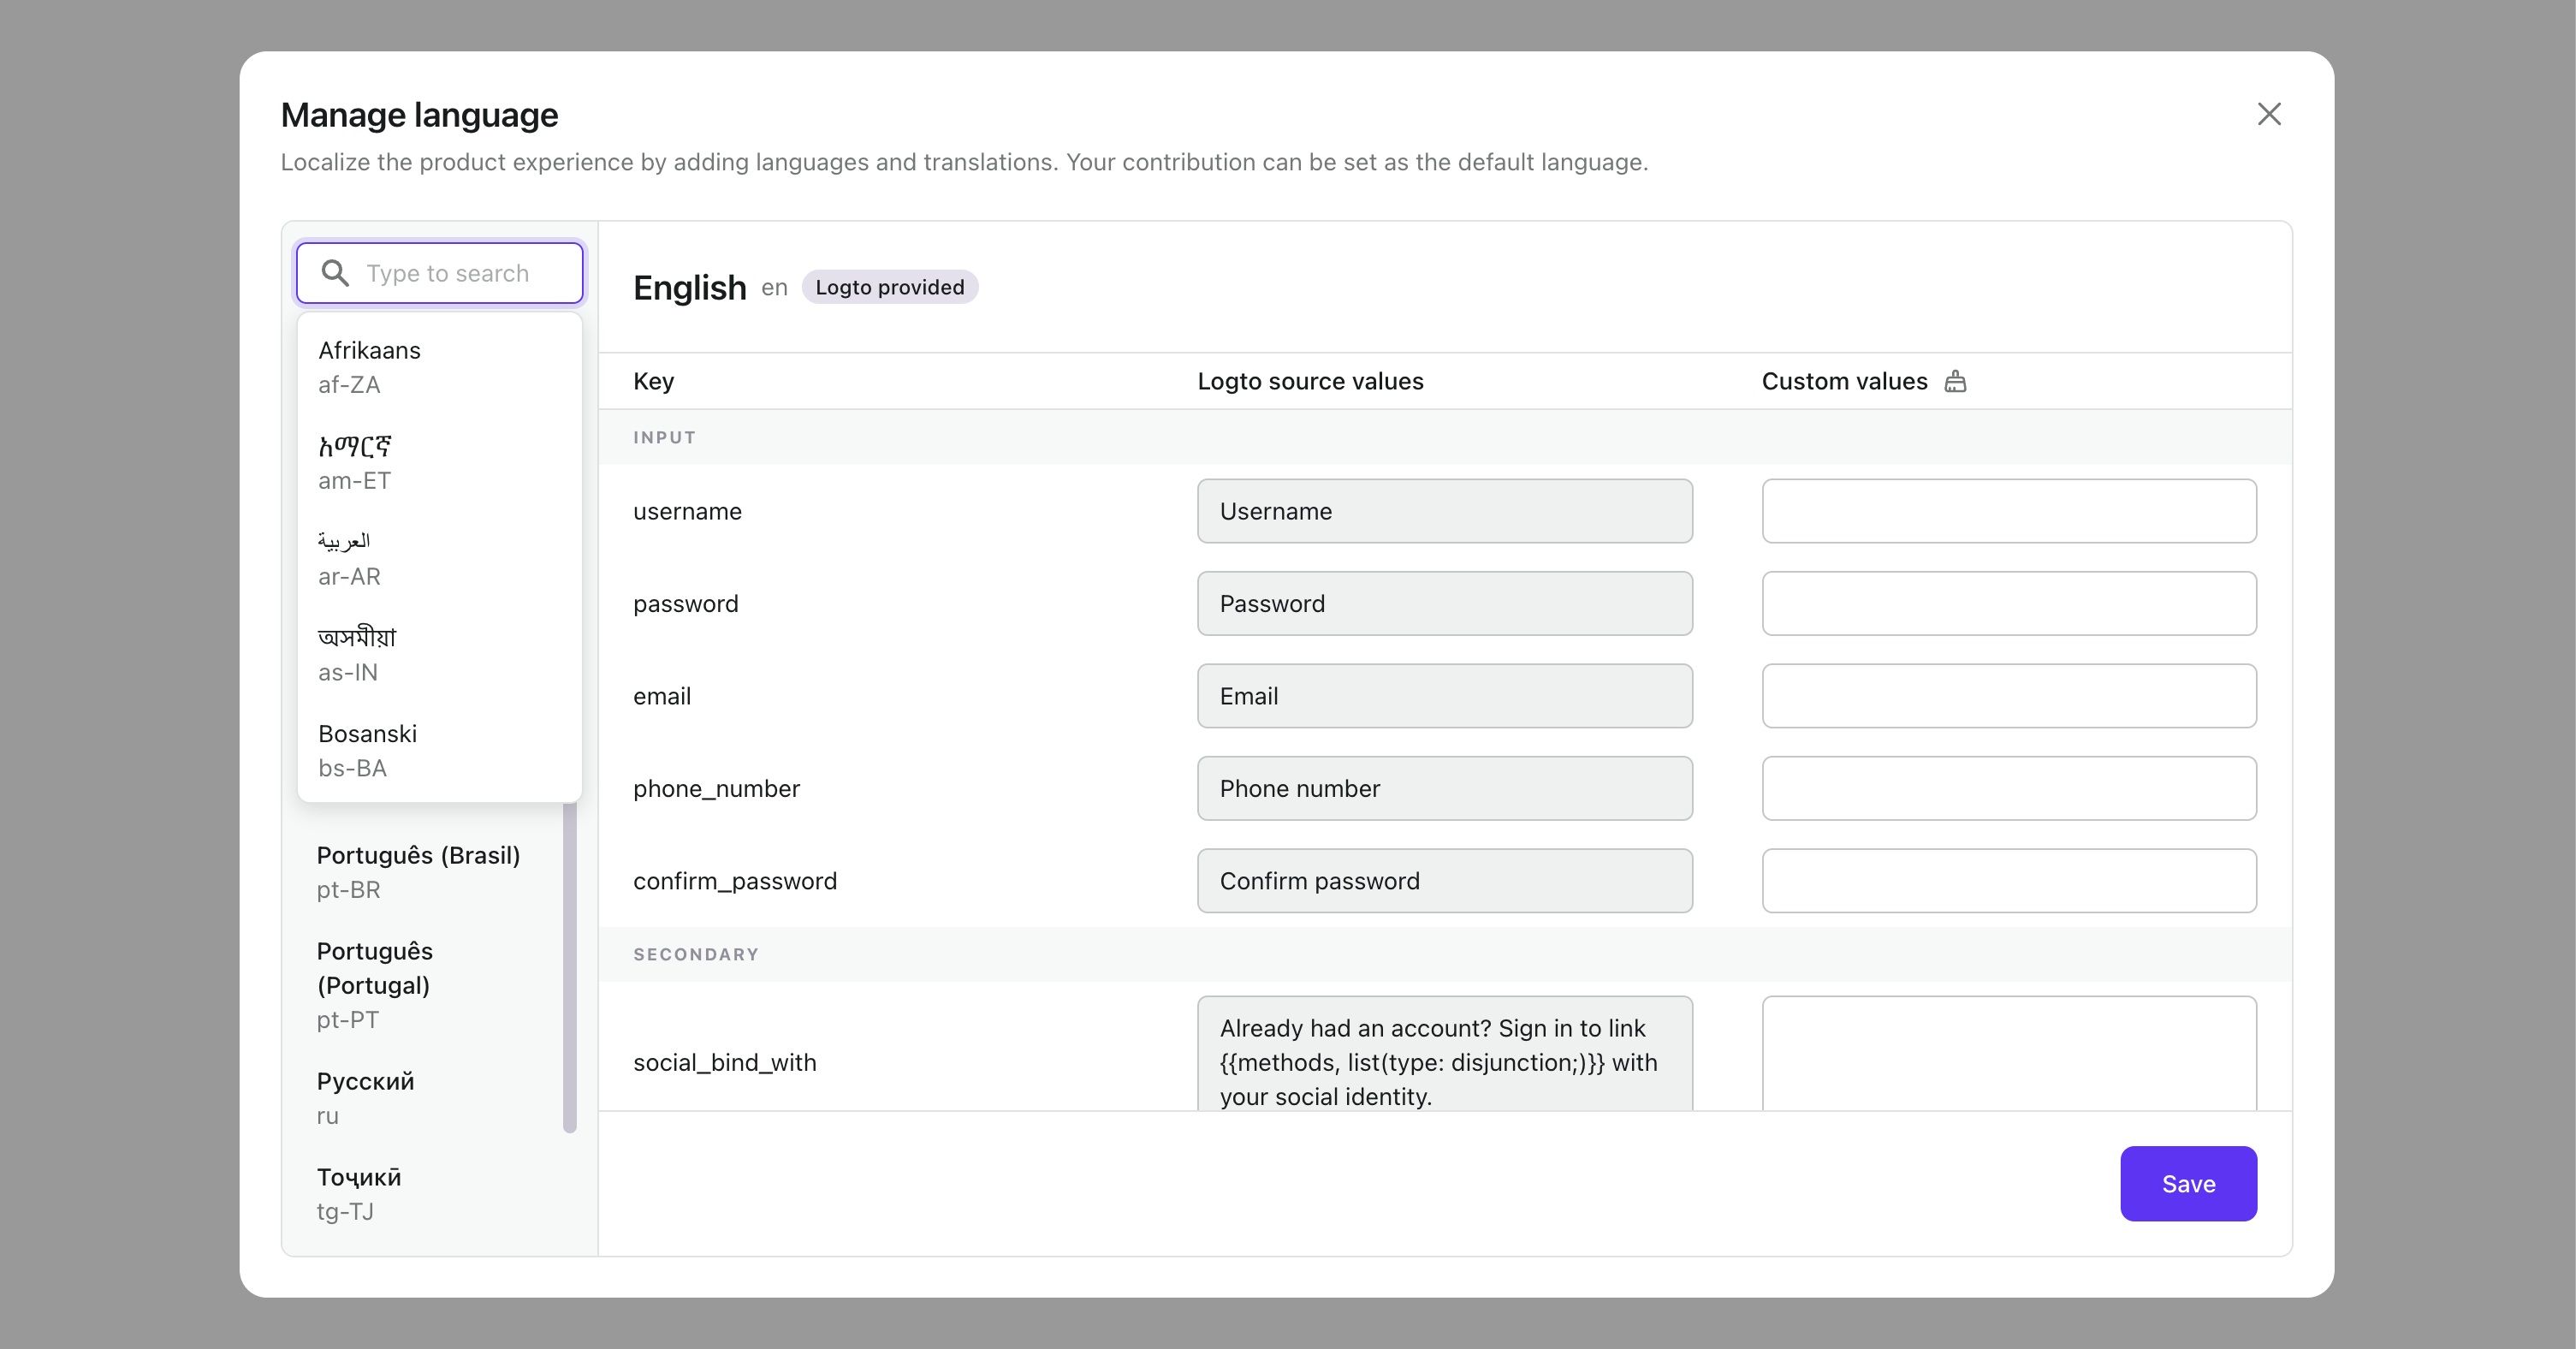 Manage language
Localize the product experience by adding languages and translations. Your contribution can be set as the default language.
Type to search
Afrikaans
af-ZA
አማርኛ
am-ET
العربية
ar-AR
অসমীয়া
as-IN
Bosanski
bs-BA
Português (Brasil)
pt-BR
Português
(Portugal)
pt-PT
Русский
ru
Тоҷикӣ
tg-TJ
English en Logto provided
Key Logto source values Custom values
INPUT
username Username
password Password
email Email
phone_number Phone number
confirm_password Confirm password
SECONDARY
social_bind_with
Already had an account? Sign in to link
{{methods, list(type: disjunction;)}} with
your social identity.
Save